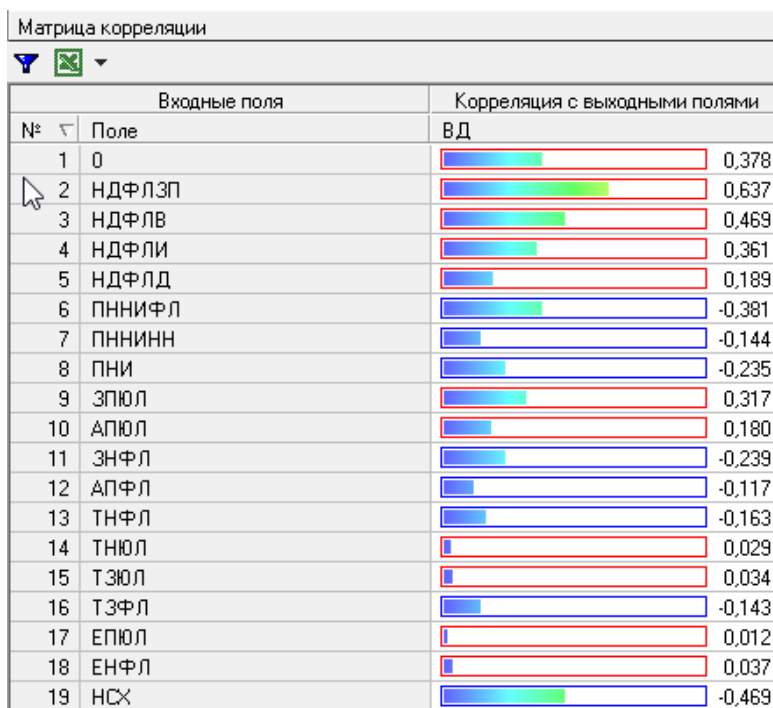 Матрица корреляции
Входные поля Корреляция с выходными полями
№ Поле ВД
1 0 0,378
2 НДФЛЗП 0,637
3 НДФЛВ 0,469
4 НДФЛИ 0,361
5 НДФЛД 0,189
6 ПННИФЛ -0,381
7 ПННИНН -0,144
8 ПНИ -0,235
9 ЗПЮЛ 0,317
10 АПЮЛ 0,180
11 ЗНФЛ -0,239
12 АПФЛ -0,117
13 ТНФЛ -0,163
14 ТНЮЛ 0,029
15 ТЗЮЛ 0,034
16 ТЗФЛ -0,143
17 ЕПЮЛ 0,012
18 ЕНФЛ 0,037
19 НСХ -0,469